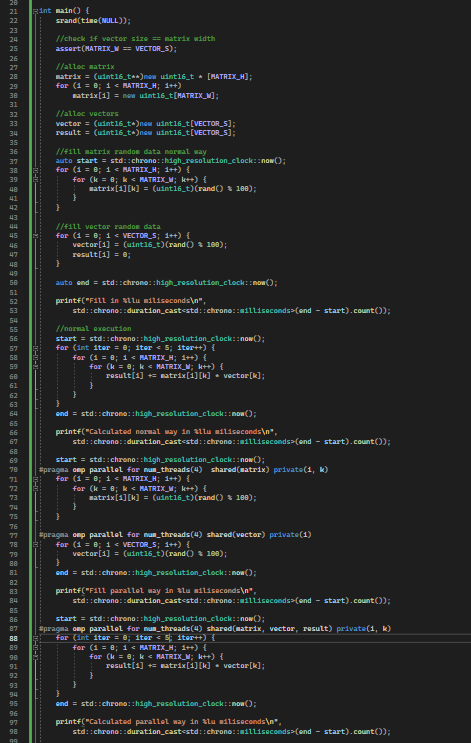 20
21 int main() {
22 srand(time(NULL));
23
24 //check if vector size == matrix width
25 assert(MATRIX_W == VECTOR_S);
26
27 //alloc matrix
28 matrix = (uint16_t**)new uint16_t * [MATRIX_H];
29 for (i = 0; i < MATRIX_H; i++)
30 matrix[i] = new uint16_t[MATRIX_W];
31
32 //alloc vectors
33 vector = (uint16_t*)new uint16_t[VECTOR_S];
34 result = (uint16_t*)new uint16_t[VECTOR_S];
35
36 //fill matrix random data normal way
37 auto start = std::chrono::high_resolution_clock::now();
38 for (i = 0; i < MATRIX_H; i++) {
39 for (k = 0; k < MATRIX_W; k++) {
40 matrix[i][k] = (uint16_t)(rand() % 100);
41 }
42 }
43
44 //fill vector random data
45 for (i = 0; i < VECTOR_S; i++) {
46 vector[i] = (uint16_t)(rand() % 100);
47 result[i] = 0;
48 }
49
50 auto end = std::chrono::high_resolution_clock::now();
51
52 printf("Fill in %llu miliseconds\n",
53 std::chrono::duration_cast<std::chrono::milliseconds>(end - start).count());
54
55 //normal execution
56 start = std::chrono::high_resolution_clock::now();
57 for (int iter = 0; iter < 5; iter++) {
58 for (i = 0; i < MATRIX_H; i++) {
59 for (k = 0; k < MATRIX_W; k++) {
60 result[i] += matrix[i][k] * vector[k];
61 }
62 }
63 }
64 end = std::chrono::high_resolution_clock::now();
65
66 printf("Calculated normal way in %llu miliseconds\n",
67 std::chrono::duration_cast<std::chrono::milliseconds>(end - start).count());
68
69 start = std::chrono::high_resolution_clock::now();
70 #pragma omp parallel for num_threads(4) shared(matrix) private(i, k)
71 for (i = 0; i < MATRIX_H; i++) {
72 for (k = 0; k < MATRIX_W; k++) {
73 matrix[i][k] = (uint16_t)(rand() % 100);
74 }
75 }
76
77 #pragma omp parallel for num_threads(4) shared(vector) private(i)
78 for (i = 0; i < VECTOR_S; i++) {
79 vector[i] = (uint16_t)(rand() % 100);
80 }
81 end = std::chrono::high_resolution_clock::now();
82
83 printf("Fill parallel way in %lu miliseconds\n",
84 std::chrono::duration_cast<std::chrono::milliseconds>(end - start).count());
85
86 start = std::chrono::high_resolution_clock::now();
87 #pragma omp parallel for num_threads(4) shared(matrix, vector, result) private(i, k)
88 for (int iter = 0; iter < 5; iter++) {
89 for (i = 0; i < MATRIX_H; i++) {
90 for (k = 0; k < MATRIX_W; k++) {
91 result[i] += matrix[i][k] * vector[k];
92 }
93 }
94 }
95 end = std::chrono::high_resolution_clock::now();
96
97 printf("Calculated parallel way in %lu miliseconds\n",
98 std::chrono::duration_cast<std::chrono::milliseconds>(end - start).count());
99